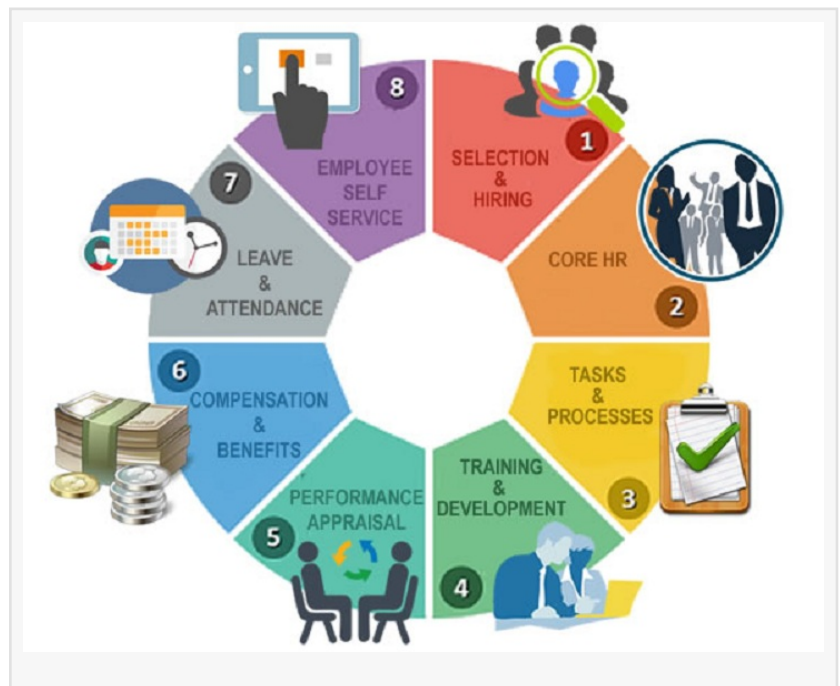 1
SELECTION
&
HIRING
CORE HR
2
TASKS
&
PROCESSES
3
TRAINING
&
DEVELOPMENT
4
PERFORMANCE
APPRAISAL
5
6
COMPENSATION
&
BENEFITS
7
LEAVE
&
ATTENDANCE
8
EMPLOYEE
SELF
SERVICE